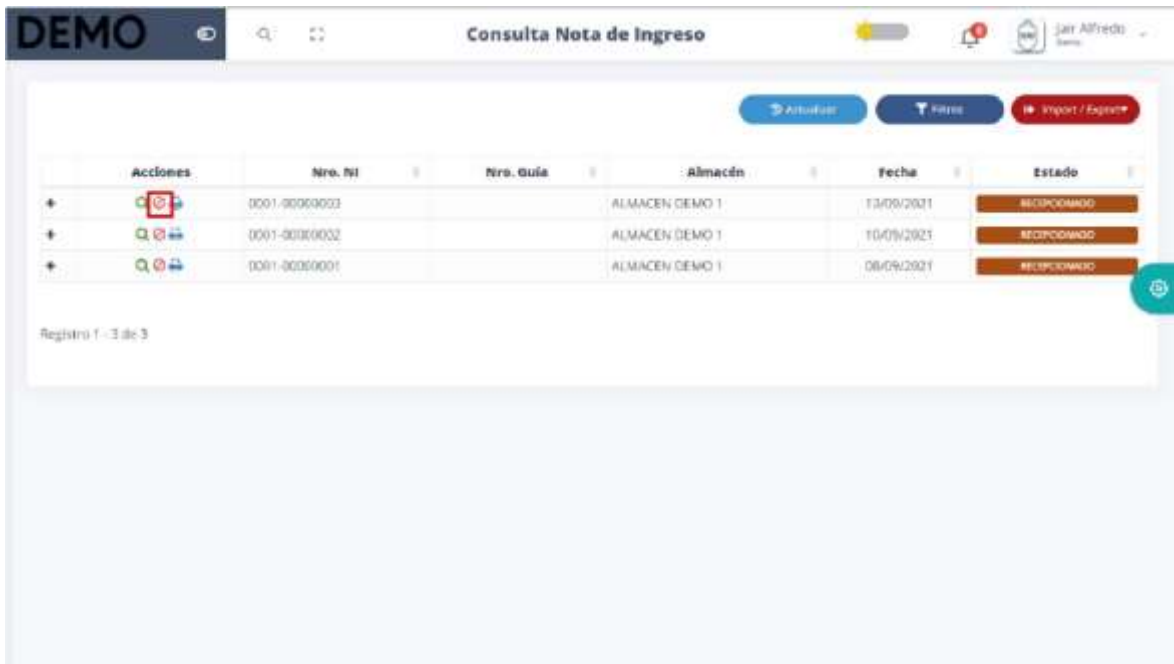 DEMO
Consulta Nota de Ingreso
Jair Alfredo
Demo
Actualizar
Filtros
Import / Export
Acciones Nro. NI Nro. Guía Almacén Fecha Estado
0001-00000003 ALMACEN DEMO 1 13/09/2021 RECEPCIONADO
0001-00000002 ALMACEN DEMO 1 10/09/2021 RECEPCIONADO
0001-00000001 ALMACEN DEMO 1 08/09/2021 RECEPCIONADO
Registro 1 - 3 de 3